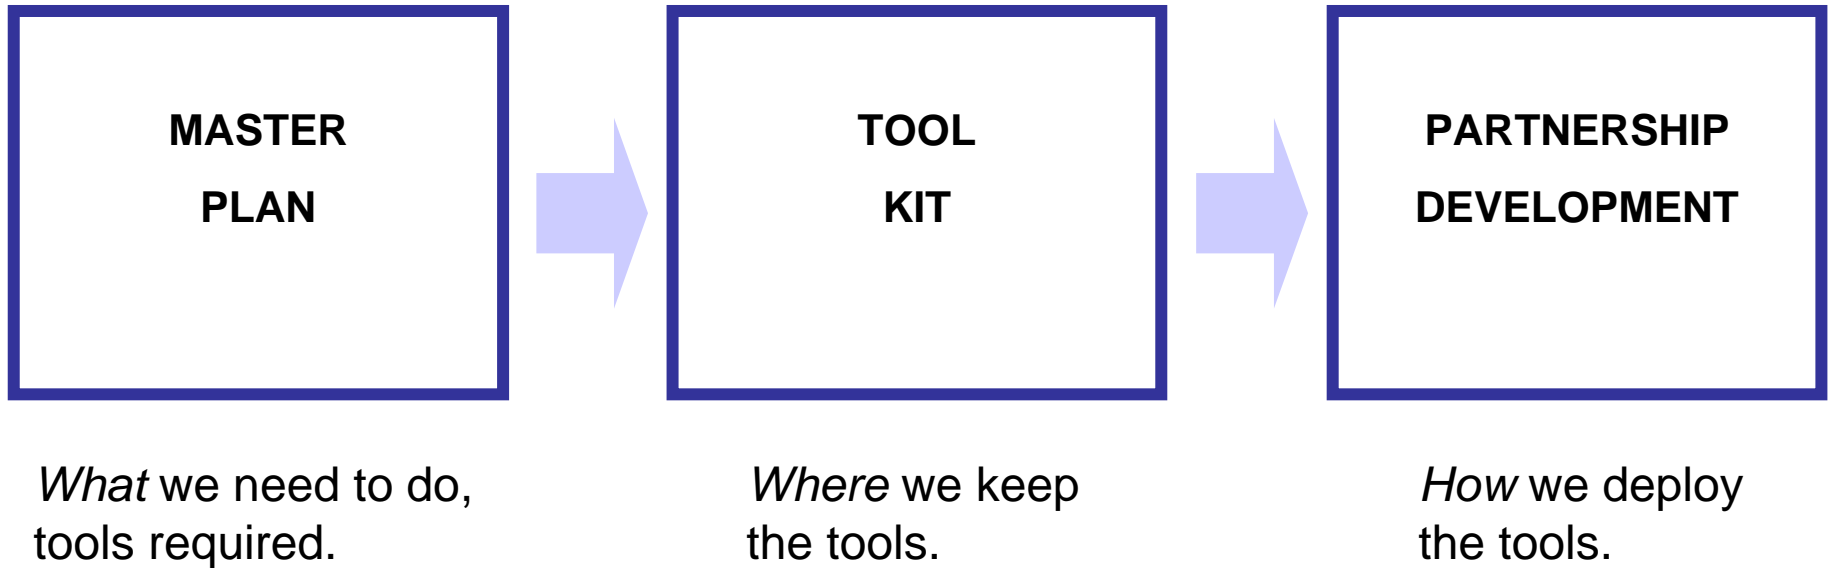 MASTER
PLAN
TOOL
KIT
PARTNERSHIP
DEVELOPMENT
What we need to do,
tools required.
Where we keep
the tools.
How we deploy
the tools.